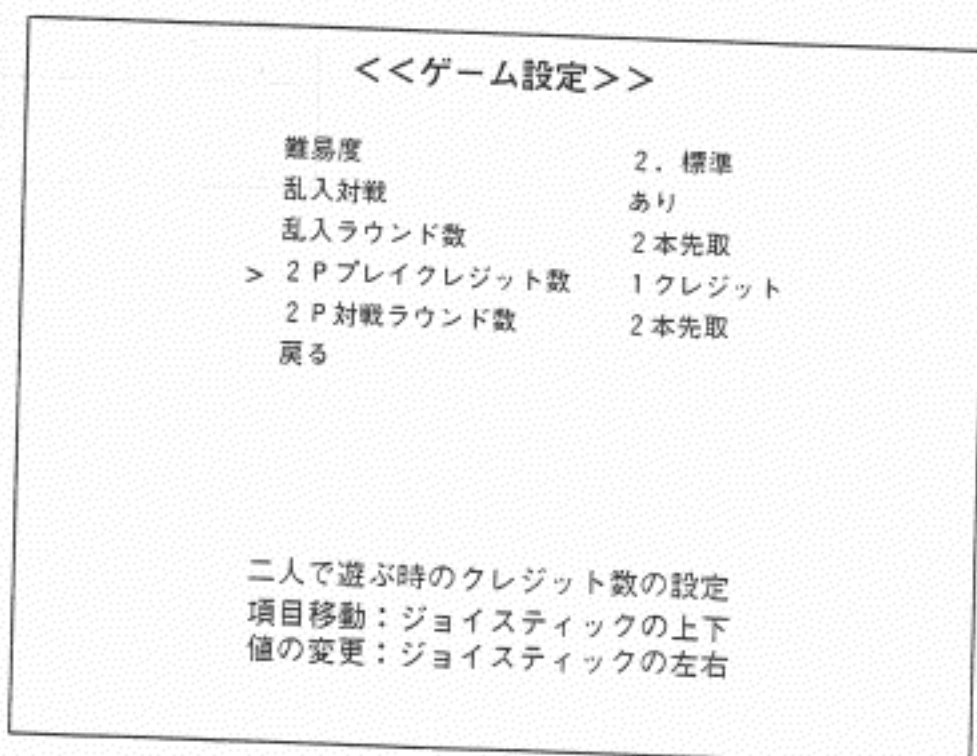 <<ゲーム設定>>
難易度 2．標準
乱入対戦 あり
乱入ラウンド数 2本先取
> 2Pプレイクレジット数 1クレジット
2P対戦ラウンド数 2本先取
戻る
二人で遊ぶ時のクレジット数の設定
項目移動：ジョイスティックの上下
値の変更：ジョイスティックの左右